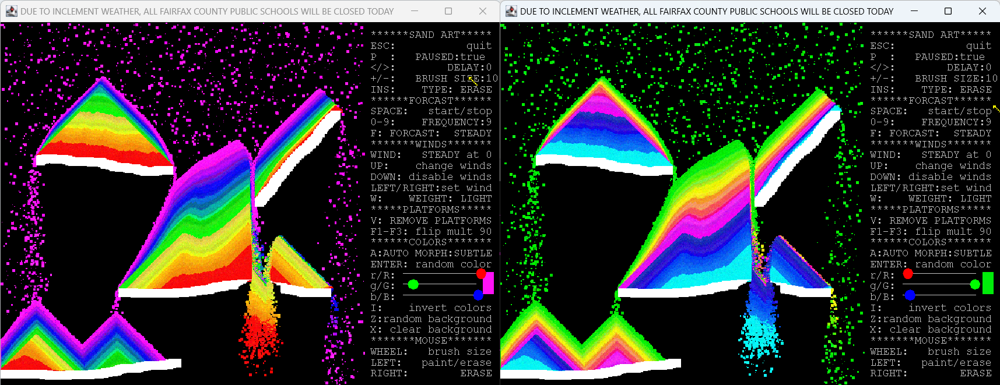 DUE TO INCLEMENT WEATHER, ALL FAIRFAX COUNTY PUBLIC SCHOOLS WILL BE CLOSED TODAY
******SAND ART*****
ESC: quit
P : PAUSED:true
</>: DELAY:0
+/-: BRUSH SIZE:10
INS: TYPE: ERASE
******FORCAST******
SPACE: start/stop
0-9: FREQUENCY:9
F: FORCAST: STEADY
*******WINDS*******
WIND: STEADY at 0
UP: change winds
DOWN: disable winds
LEFT/RIGHT:set wind
W: WEIGHT: LIGHT
*****PLATFORMS*****
V: REMOVE PLATFORMS
F1-F3: flip mult 90
******COLORS*******
A:AUTO MORPH:SUBTLE
ENTER: random color
r/R:
g/G:
b/B:
I: invert colors
Z:random background
X: clear background
*******MOUSE*******
WHEEL: brush size
LEFT: paint/erase
RIGHT: ERASE
DUE TO INCLEMENT WEATHER, ALL FAIRFAX COUNTY PUBLIC SCHOOLS WILL BE CLOSED TODAY
******SAND ART*****
ESC: quit
P : PAUSED:true
</>: DELAY:0
+/-: BRUSH SIZE:10
INS: TYPE: ERASE
******FORCAST******
SPACE: start/stop
0-9: FREQUENCY:9
F: FORCAST: STEADY
*******WINDS*******
WIND: STEADY at 0
UP: change winds
DOWN: disable winds
LEFT/RIGHT:set wind
W: WEIGHT: LIGHT
*****PLATFORMS*****
V: REMOVE PLATFORMS
F1-F3: flip mult 90
******COLORS*******
A:AUTO MORPH:SUBTLE
ENTER: random color
r/R:
g/G:
b/B:
I: invert colors
Z:random background
X: clear background
*******MOUSE*******
WHEEL: brush size
LEFT: paint/erase
RIGHT: ERASE